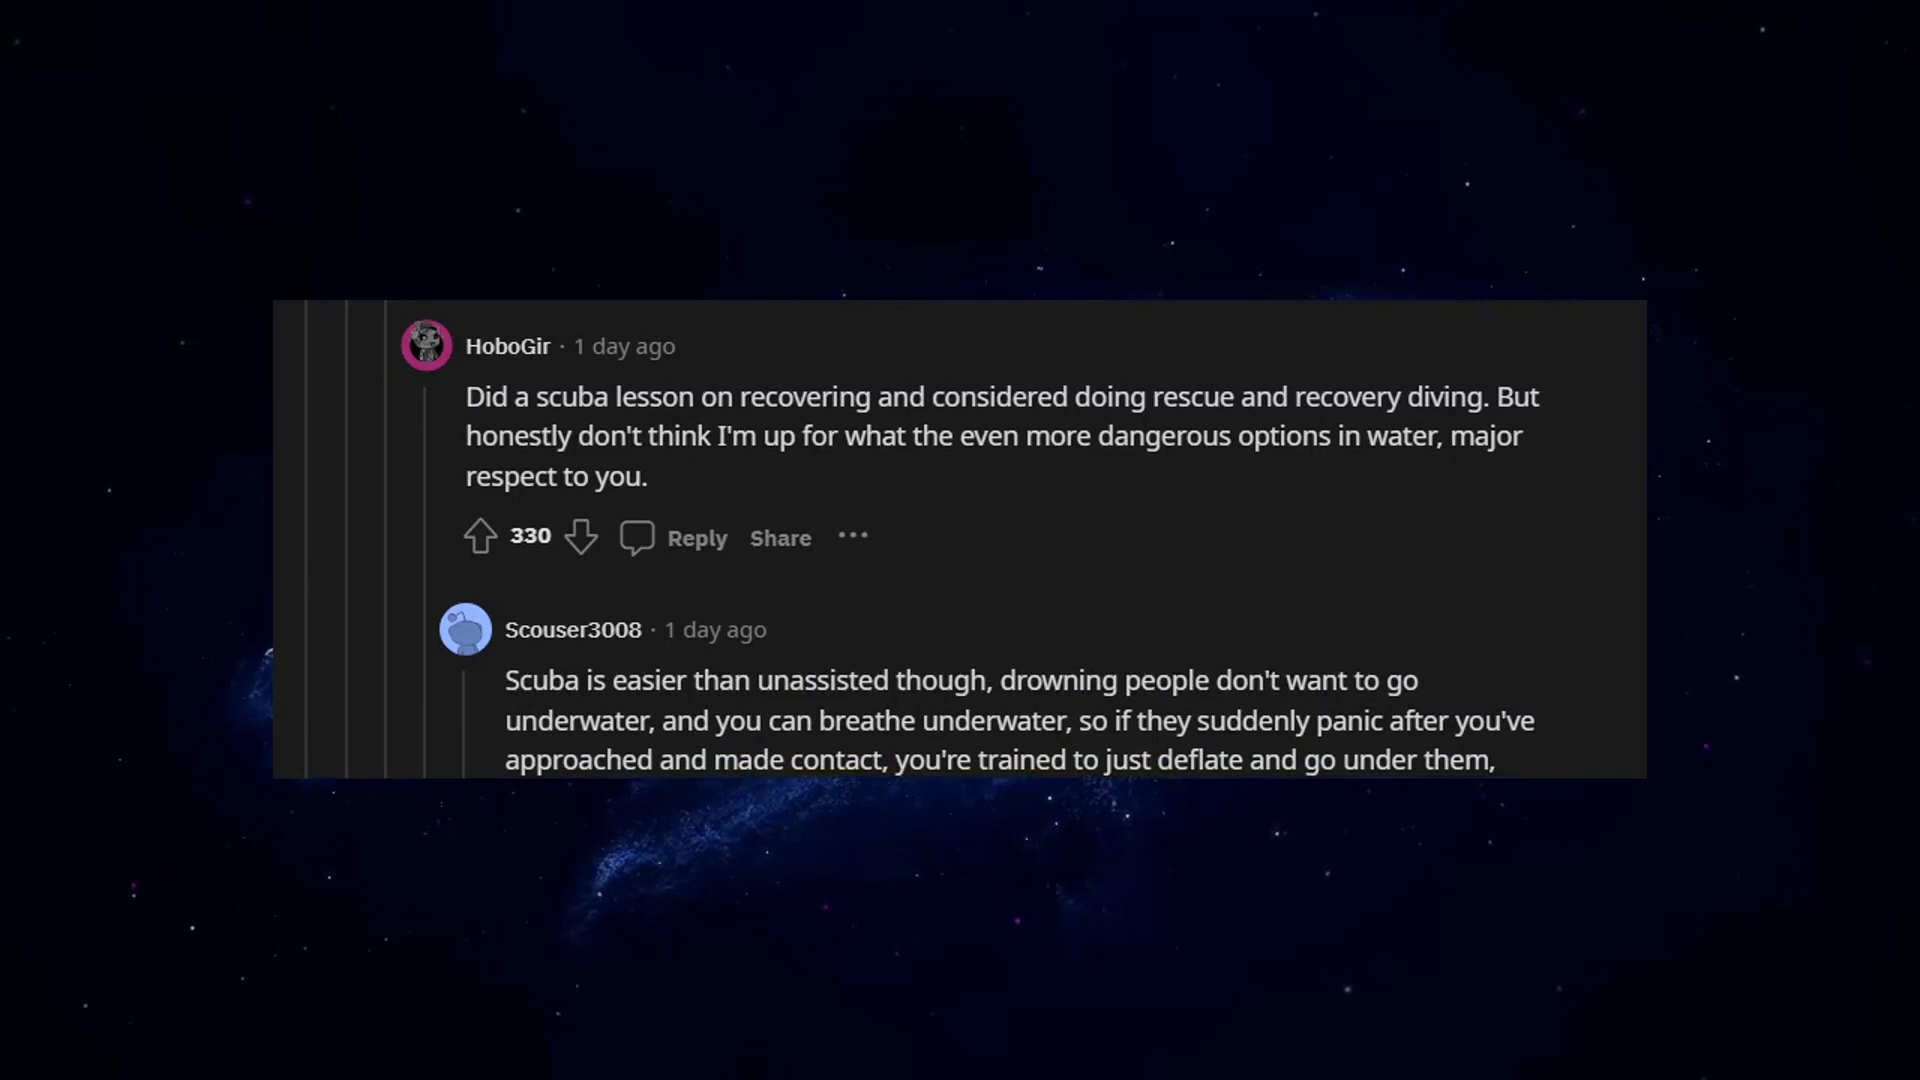 HoboGir · 1 day ago
Did a scuba lesson on recovering and considered doing rescue and recovery diving. But
honestly don't think I'm up for what the even more dangerous options in water, major
respect to you.
330 Reply Share ···
Scouser3008 · 1 day ago
Scuba is easier than unassisted though, drowning people don't want to go
underwater, and you can breathe underwater, so if they suddenly panic after you've
approached and made contact, you're trained to just deflate and go under them,